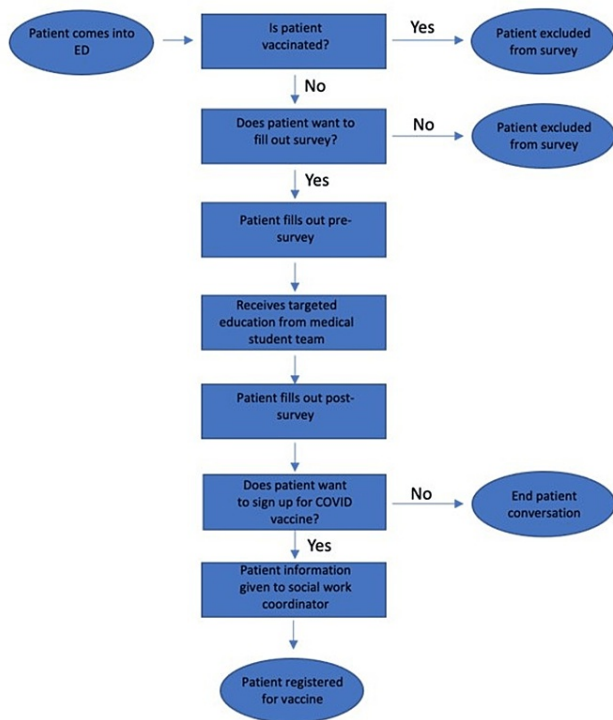 Patient comes into
ED
Is patient
vaccinated?
Yes
Patient excluded
from survey
No
Does patient want to
fill out survey?
No
Patient excluded
from survey
Yes
Patient fills out pre-
survey
Receives targeted
education from medical
student team
Patient fills out post-
survey
Does patient want
to sign up for COVID
vaccine?
No
End patient
conversation
Yes
Patient information
given to social work
coordinator
Patient registered
for vaccine